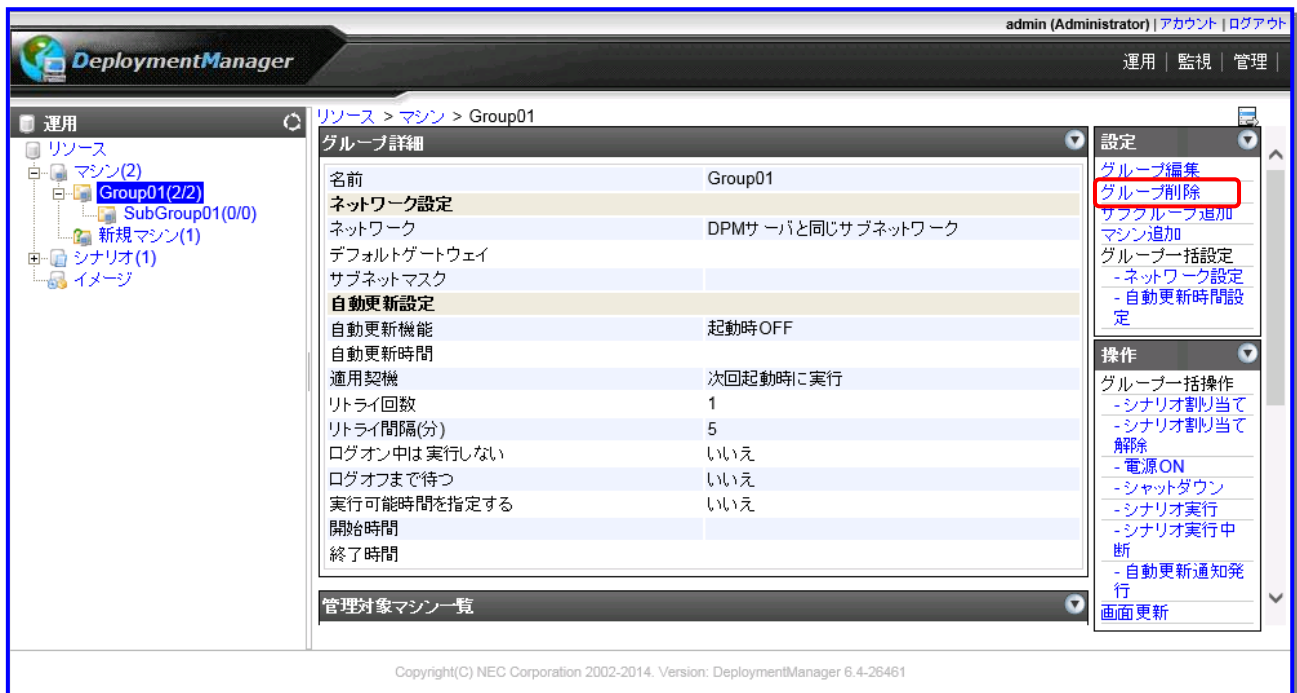 admin (Administrator) | アカウント | ログアウト
DeploymentManager
運用 | 監視 | 管理 |
運用
リソース
マシン(2)
Group01(2/2)
SubGroup01(0/0)
新規マシン(1)
シナリオ(1)
イメージ
リソース > マシン > Group01
グループ詳細
名前 Group01
ネットワーク設定
ネットワーク DPMサーバと同じサブネットワーク
デフォルトゲートウェイ
サブネットマスク
自動更新設定
自動更新機能 起動時OFF
自動更新時間
適用契機 次回起動時に実行
リトライ回数 1
リトライ間隔(分) 5
ログオン中は実行しない いいえ
ログオフまで待つ いいえ
実行可能時間を指定する いいえ
開始時間
終了時間
管理対象マシン一覧
設定
グループ編集
グループ削除
サブグループ追加
マシン追加
グループ一括設定
- ネットワーク設定
- 自動更新時間設
定
操作
グループ一括操作
- シナリオ割り当て
- シナリオ割り当て
解除
- 電源ON
- シャットダウン
- シナリオ実行
- シナリオ実行中
断
- 自動更新通知発
行
画面更新
Copyright(C) NEC Corporation 2002-2014. Version: DeploymentManager 6.4-26461